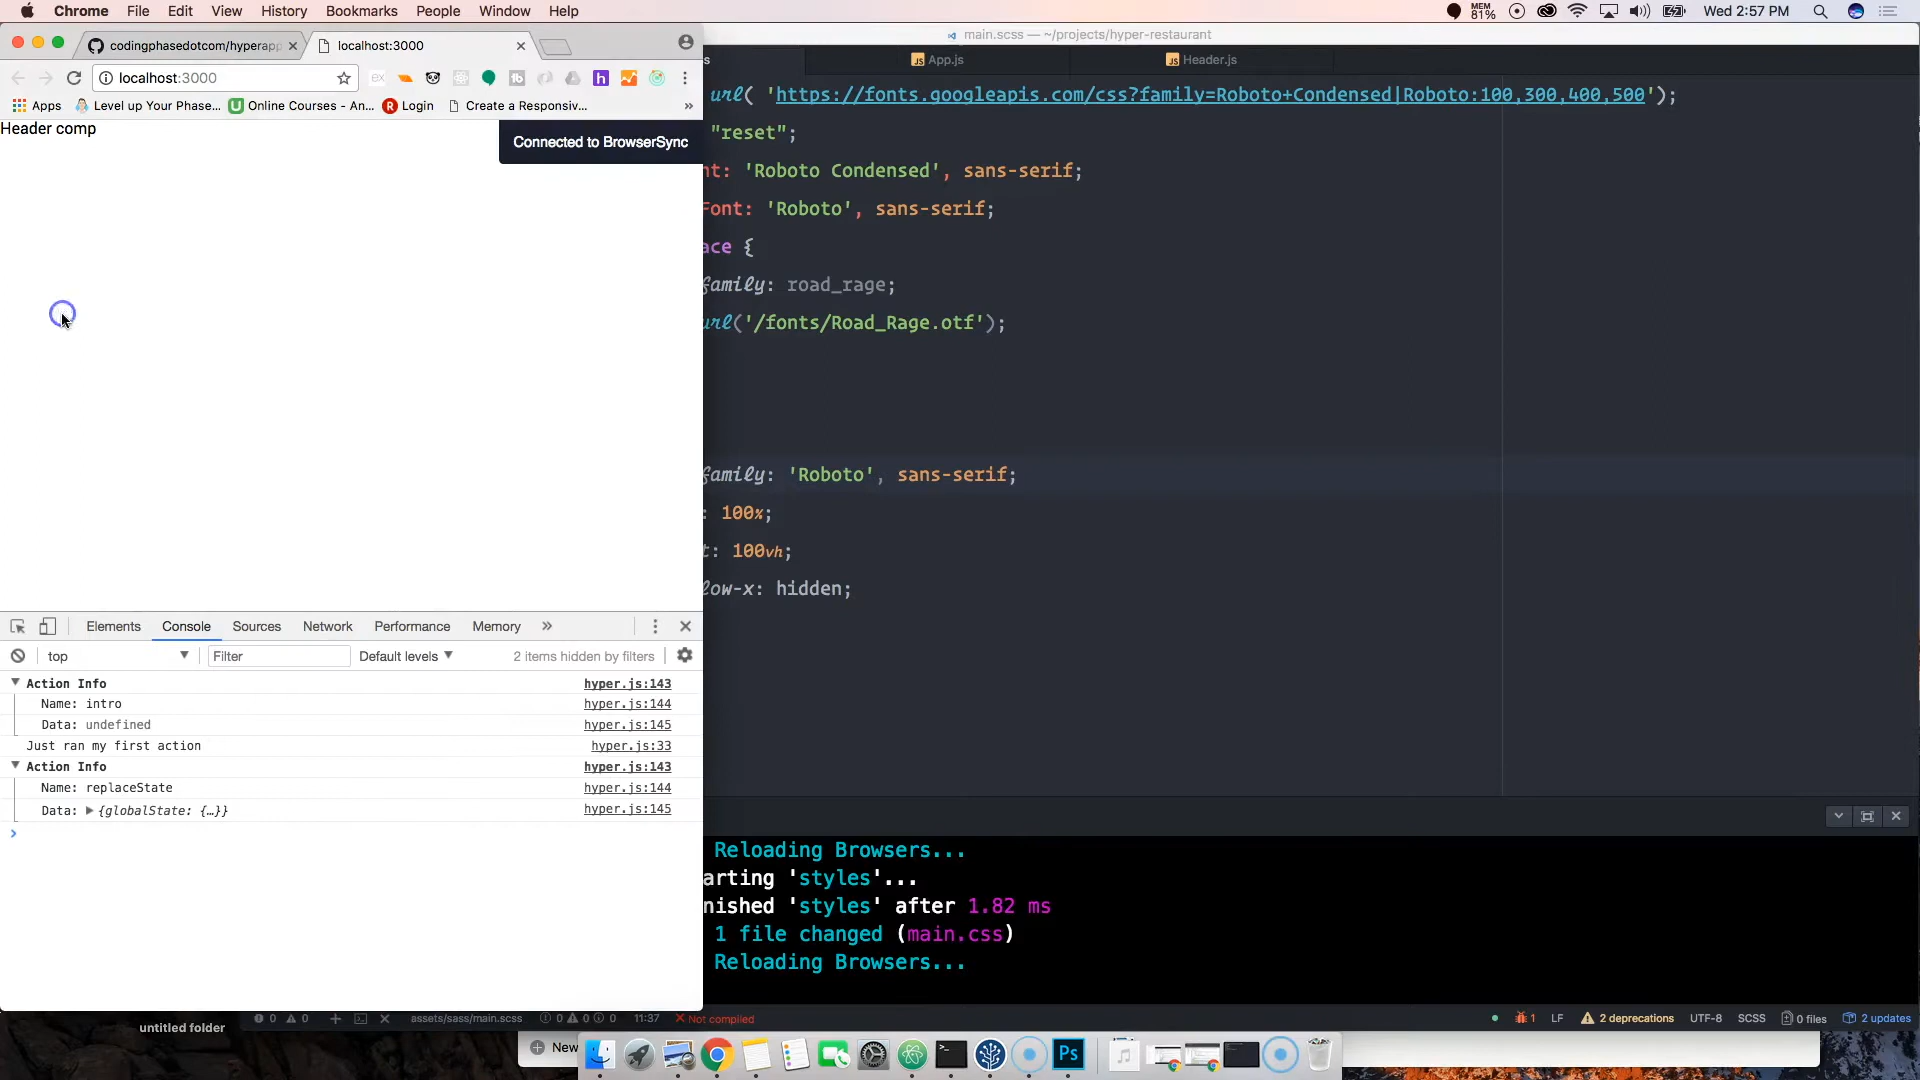 Chrome File Edit View History Bookmarks People Window Help
MEM 81% Wed 2:57 PM
codingphasedotcom/hyperapp localhost:3000
localhost:3000
Apps Level up Your Phase... Online Courses - An... Login Create a Responsiv... »
Header comp
Connected to BrowserSync
main.scss — ~/projects/hyper-restaurant
s App.js Header.js
url( 'https://fonts.googleapis.com/css?family=Roboto+Condensed|Roboto:100,300,400,500');
"reset";
nt: 'Roboto Condensed', sans-serif;
Font: 'Roboto', sans-serif;
ace {
family: road_rage;
url('/fonts/Road_Rage.otf');
family: 'Roboto', sans-serif;
: 100%;
t: 100vh;
low-x: hidden;
Elements Console Sources Network Performance Memory »
top Filter Default levels 2 items hidden by filters
Action Info hyper.js:143
Name: intro hyper.js:144
Data: undefined hyper.js:145
Just ran my first action hyper.js:33
Action Info hyper.js:143
Name: replaceState hyper.js:144
Data: {globalState: {…}} hyper.js:145
Reloading Browsers...
arting 'styles'...
nished 'styles' after 1.82 ms
1 file changed (main.css)
Reloading Browsers...
untitled folder
0 0 assets/sass/main.scss 0 0 0 11:37 Not compiled
1 LF 2 deprecations UTF-8 SCSS 0 files 2 updates
New
Ps